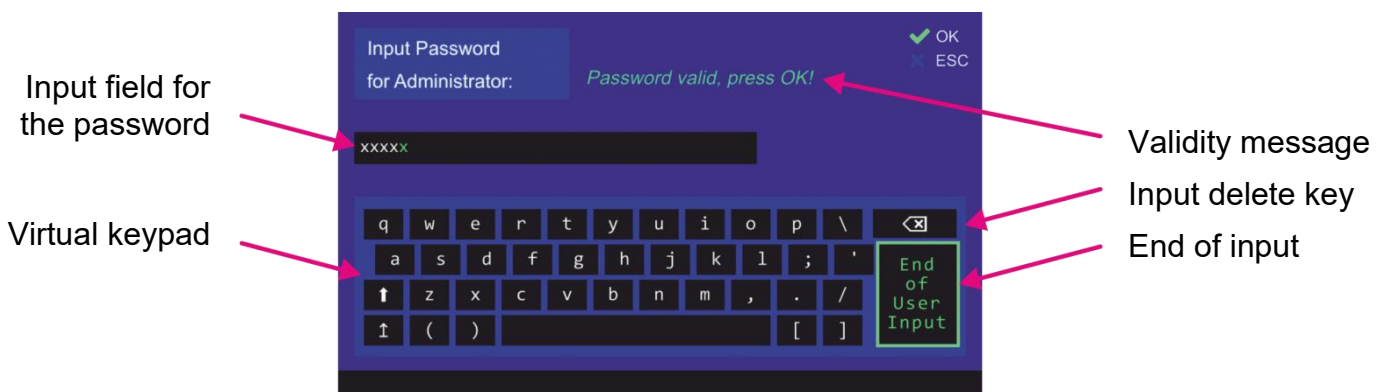 Input Password
for Administrator:
Password valid, press OK!
OK
ESC
Input field for
the password
xxxxx
Validity message
Input delete key
End of input
Virtual keypad
q w e r t y u i o p \
a s d f g h j k l ; '
z x c v b n m , . /
( ) [ ]
End
of
User
Input